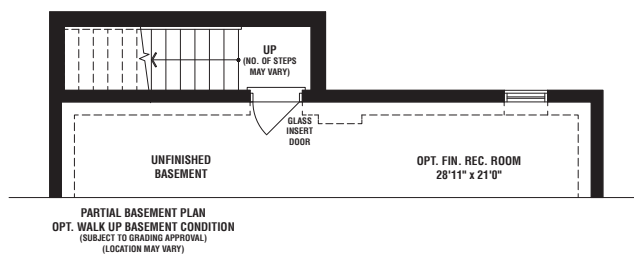 UP
(NO. OF STEPS
MAY VARY)
GLASS
INSERT
DOOR
UNFINISHED
BASEMENT
OPT. FIN. REC. ROOM
28'11" x 21'0"
PARTIAL BASEMENT PLAN
OPT. WALK UP BASEMENT CONDITION
(SUBJECT TO GRADING APPROVAL)
(LOCATION MAY VARY)